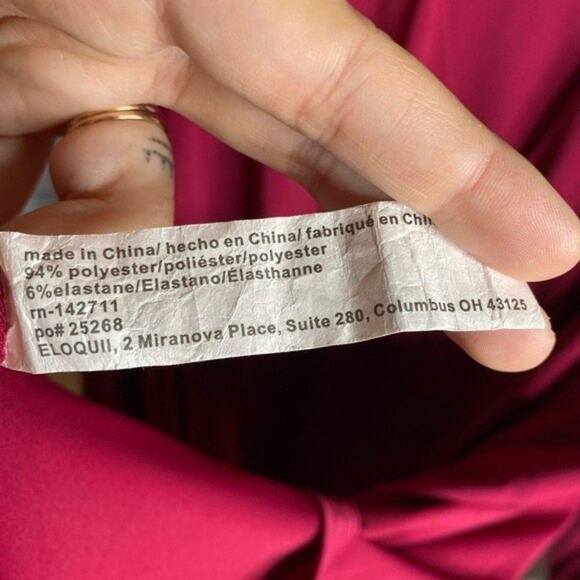 made in China/ hecho en China/ fabriqué en
94% polyester/poliéster/polyester
6%elastane/Elastano/Élasthanne
rn-142711
po# 25268
ELOQUII, 2 Miranova Place, Suite 280, Columbus OH 43125